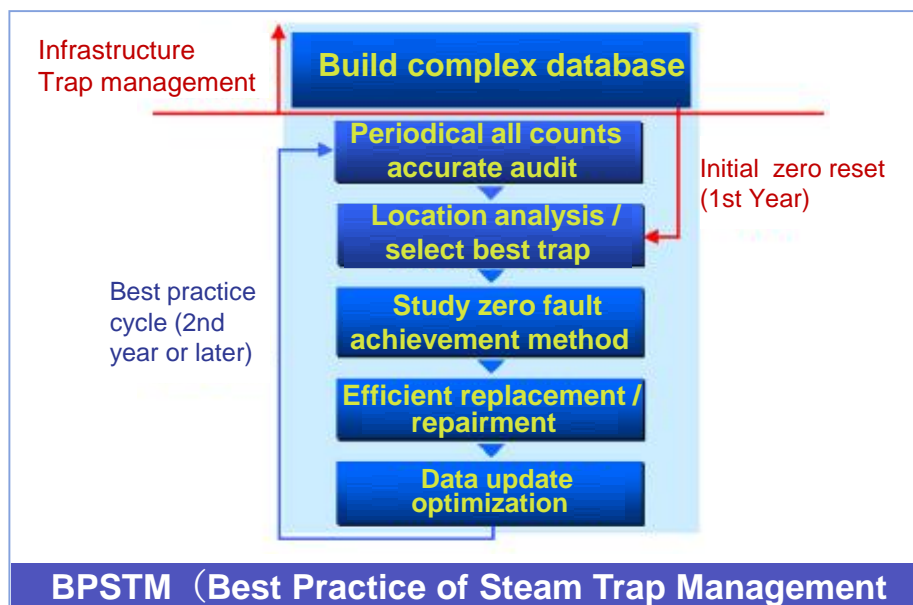 Infrastructure
Trap management
Build complex database
Periodical all counts
accurate audit
Initial zero reset
(1st Year)
Location analysis /
select best trap
Best practice
cycle (2nd
year or later)
Study zero fault
achievement method
Efficient replacement /
repairment
Data update
optimization
BPSTM（Best Practice of Steam Trap Management